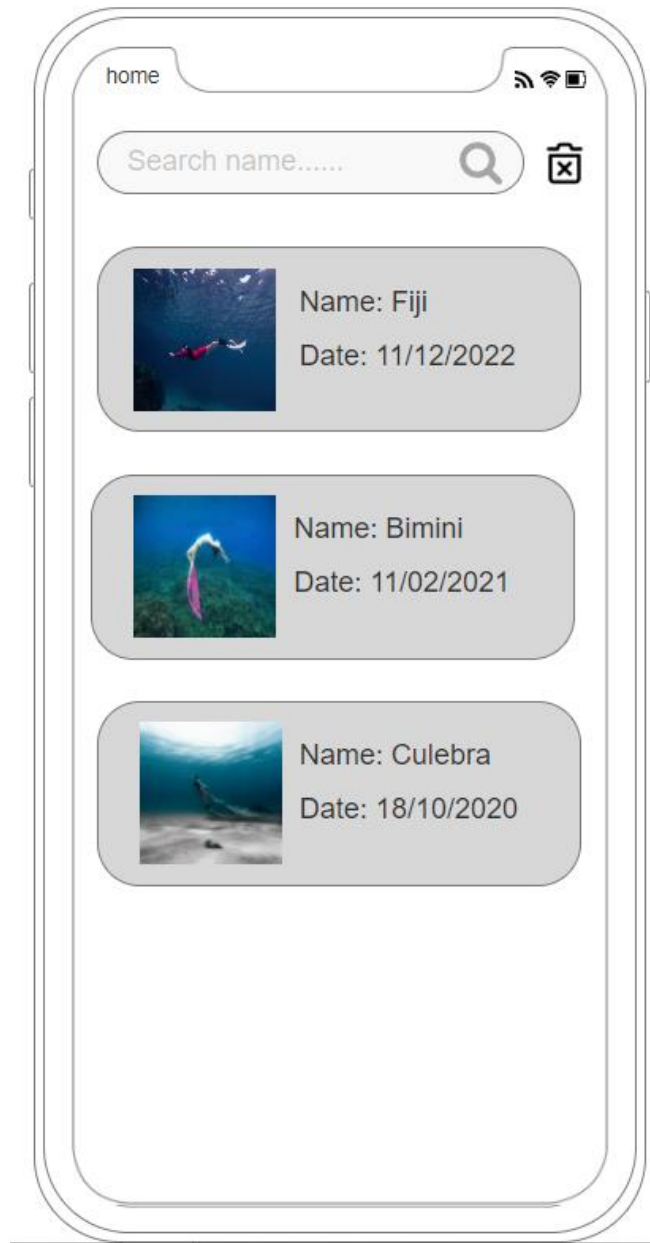 home
Search name......
Name: Fiji
Date: 11/12/2022
Name: Bimini
Date: 11/02/2021
Name: Culebra
Date: 18/10/2020